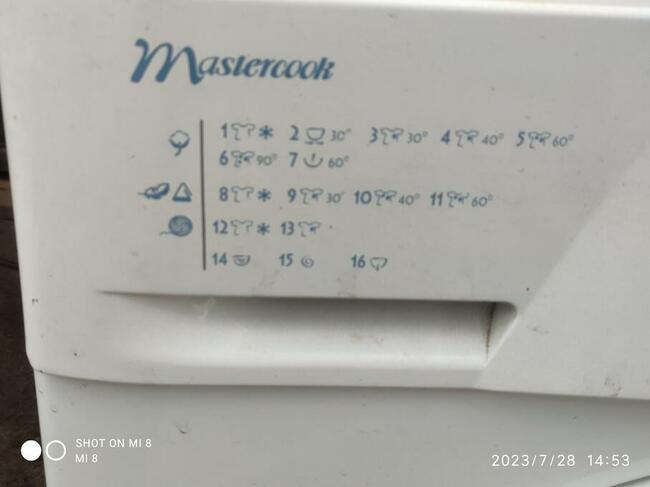 Mastercook
1 * 2 30° 3 30° 4 40° 5 60°
6 90° 7 60°
8 * 9 30° 10 40° 11 60°
12 * 13
14 15 16
SHOT ON MI 8
MI 8
2023/7/28 14:53